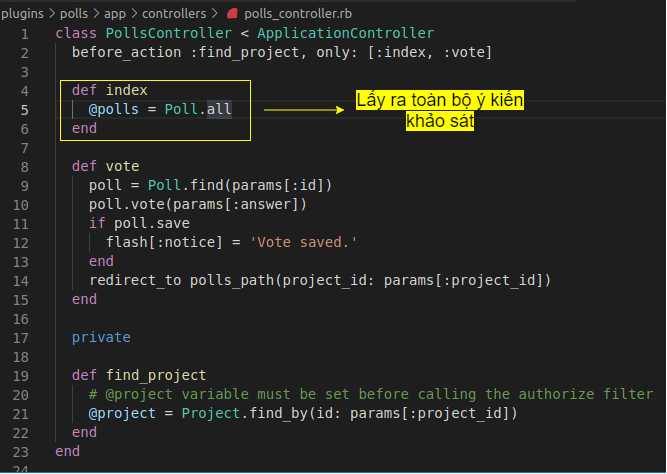 plugins > polls > app > controllers > polls_controller.rb
1 class PollsController < ApplicationController
2 before_action :find_project, only: [:index, :vote]
3
4 def index
5 @polls = Poll.all
Lấy ra toàn bộ ý kiến
khảo sát
6 end
7
8 def vote
9 poll = Poll.find(params[:id])
10 poll.vote(params[:answer])
11 if poll.save
12 flash[:notice] = 'Vote saved.'
13 end
14 redirect_to polls_path(project_id: params[:project_id])
15 end
16
17 private
18
19 def find_project
20 # @project variable must be set before calling the authorize filter
21 @project = Project.find_by(id: params[:project_id])
22 end
23 end
24